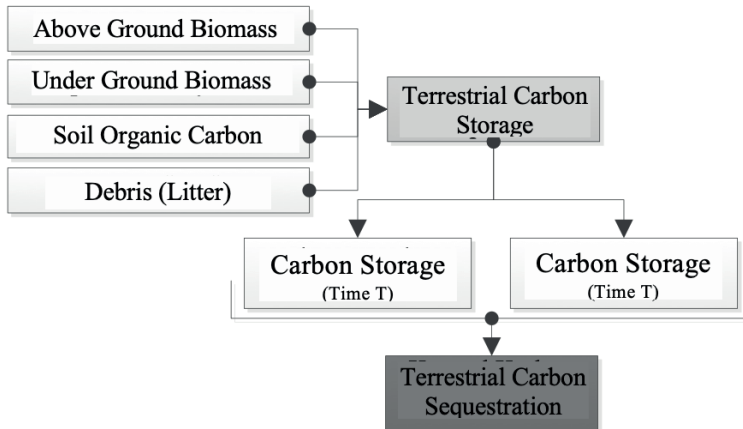 Above Ground Biomass
Under Ground Biomass
Soil Organic Carbon
Debris (Litter)
Terrestrial Carbon
Storage
Carbon Storage
(Time T)
Carbon Storage
(Time T)
Terrestrial Carbon
Sequestration